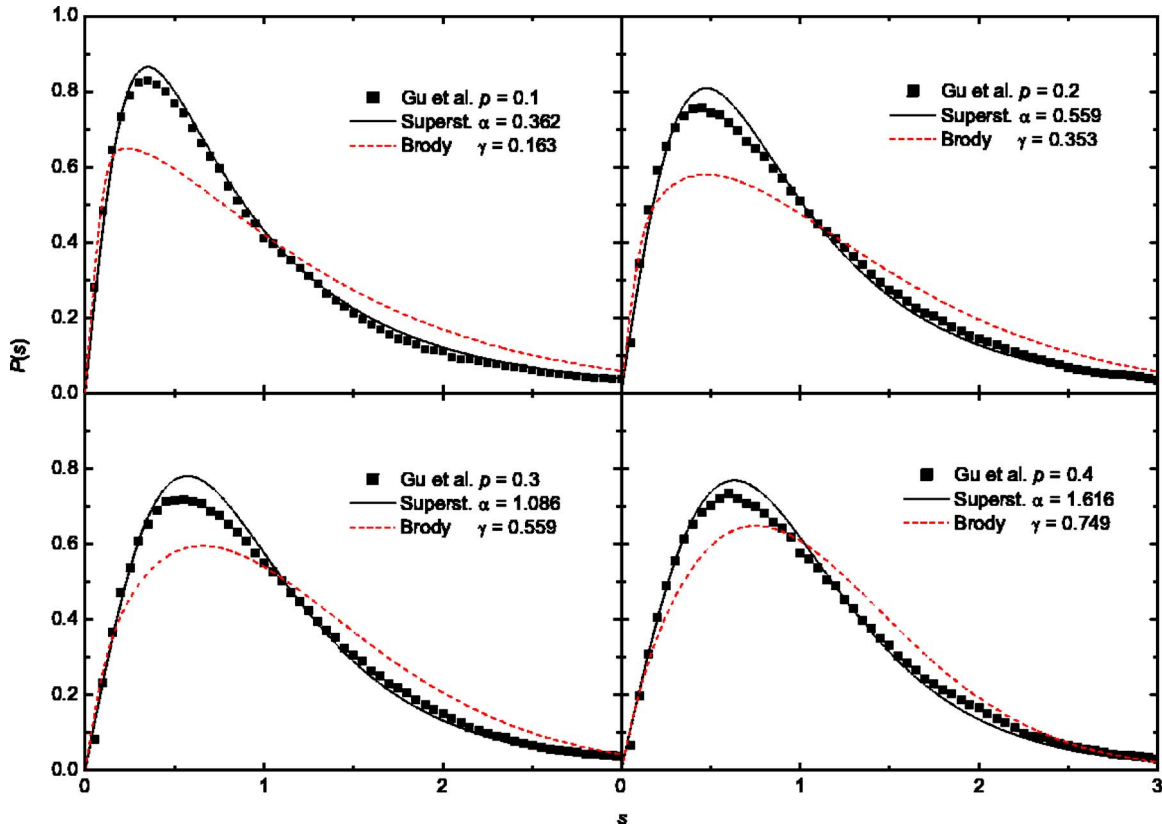 1.0
0.8
0.6
0.4
0.2
0.0
Gu et al. p = 0.1
Superst. α = 0.362
Brody γ = 0.163
Gu et al. p = 0.2
Superst. α = 0.559
Brody γ = 0.353
P(s)
0.8
0.6
0.4
0.2
0.0
Gu et al. p = 0.3
Superst. α = 1.086
Brody γ = 0.559
Gu et al. p = 0.4
Superst. α = 1.616
Brody γ = 0.749
0 1 2 0 1 2 3
s